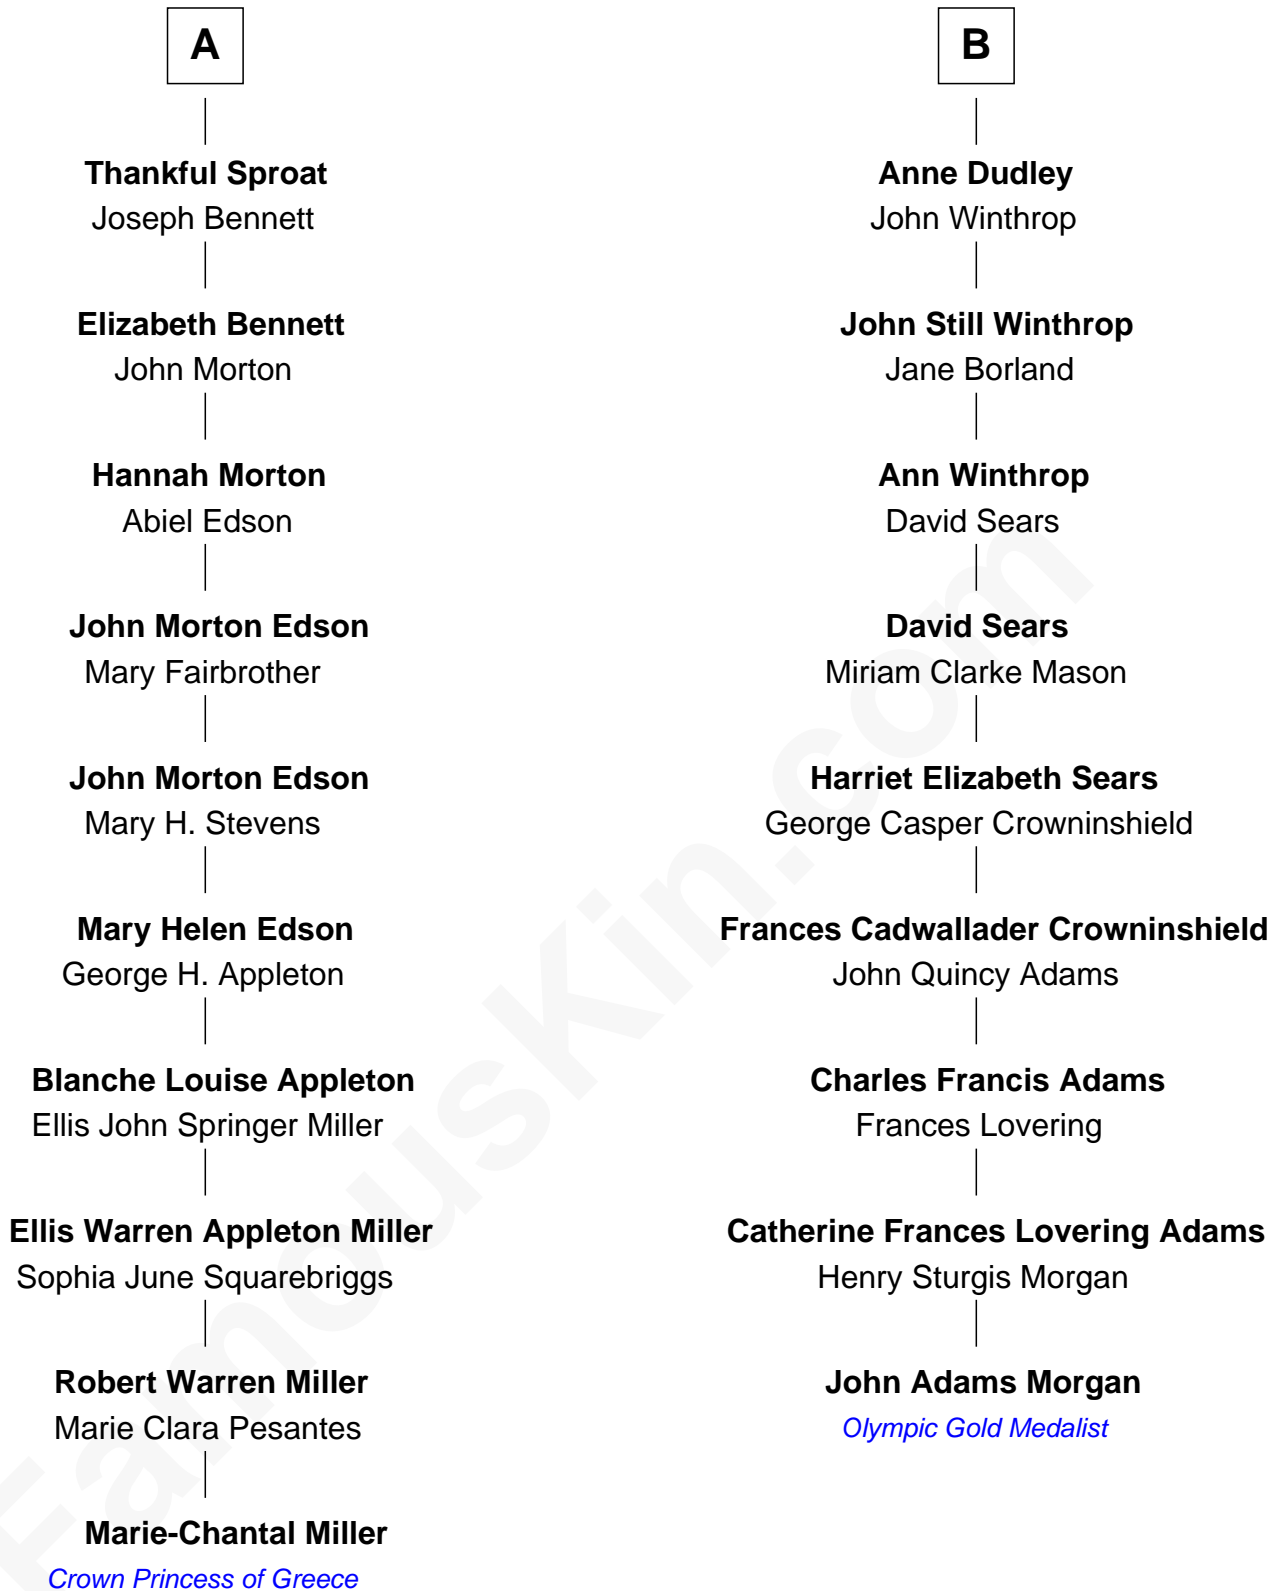 A
Thankful Sproat
Joseph Bennett
Elizabeth Bennett
John Morton
Hannah Morton
Abiel Edson
John Morton Edson
Mary Fairbrother
John Morton Edson
Mary H. Stevens
Mary Helen Edson
George H. Appleton
Blanche Louise Appleton
Ellis John Springer Miller
Ellis Warren Appleton Miller
Sophia June Squarebriggs
Robert Warren Miller
Marie Clara Pesantes
Marie-Chantal Miller
Crown Princess of Greece
B
Anne Dudley
John Winthrop
John Still Winthrop
Jane Borland
Ann Winthrop
David Sears
David Sears
Miriam Clarke Mason
Harriet Elizabeth Sears
George Casper Crowninshield
Frances Cadwallader Crowninshield
John Quincy Adams
Charles Francis Adams
Frances Lovering
Catherine Frances Lovering Adams
Henry Sturgis Morgan
John Adams Morgan
Olympic Gold Medalist
FamousKin.com